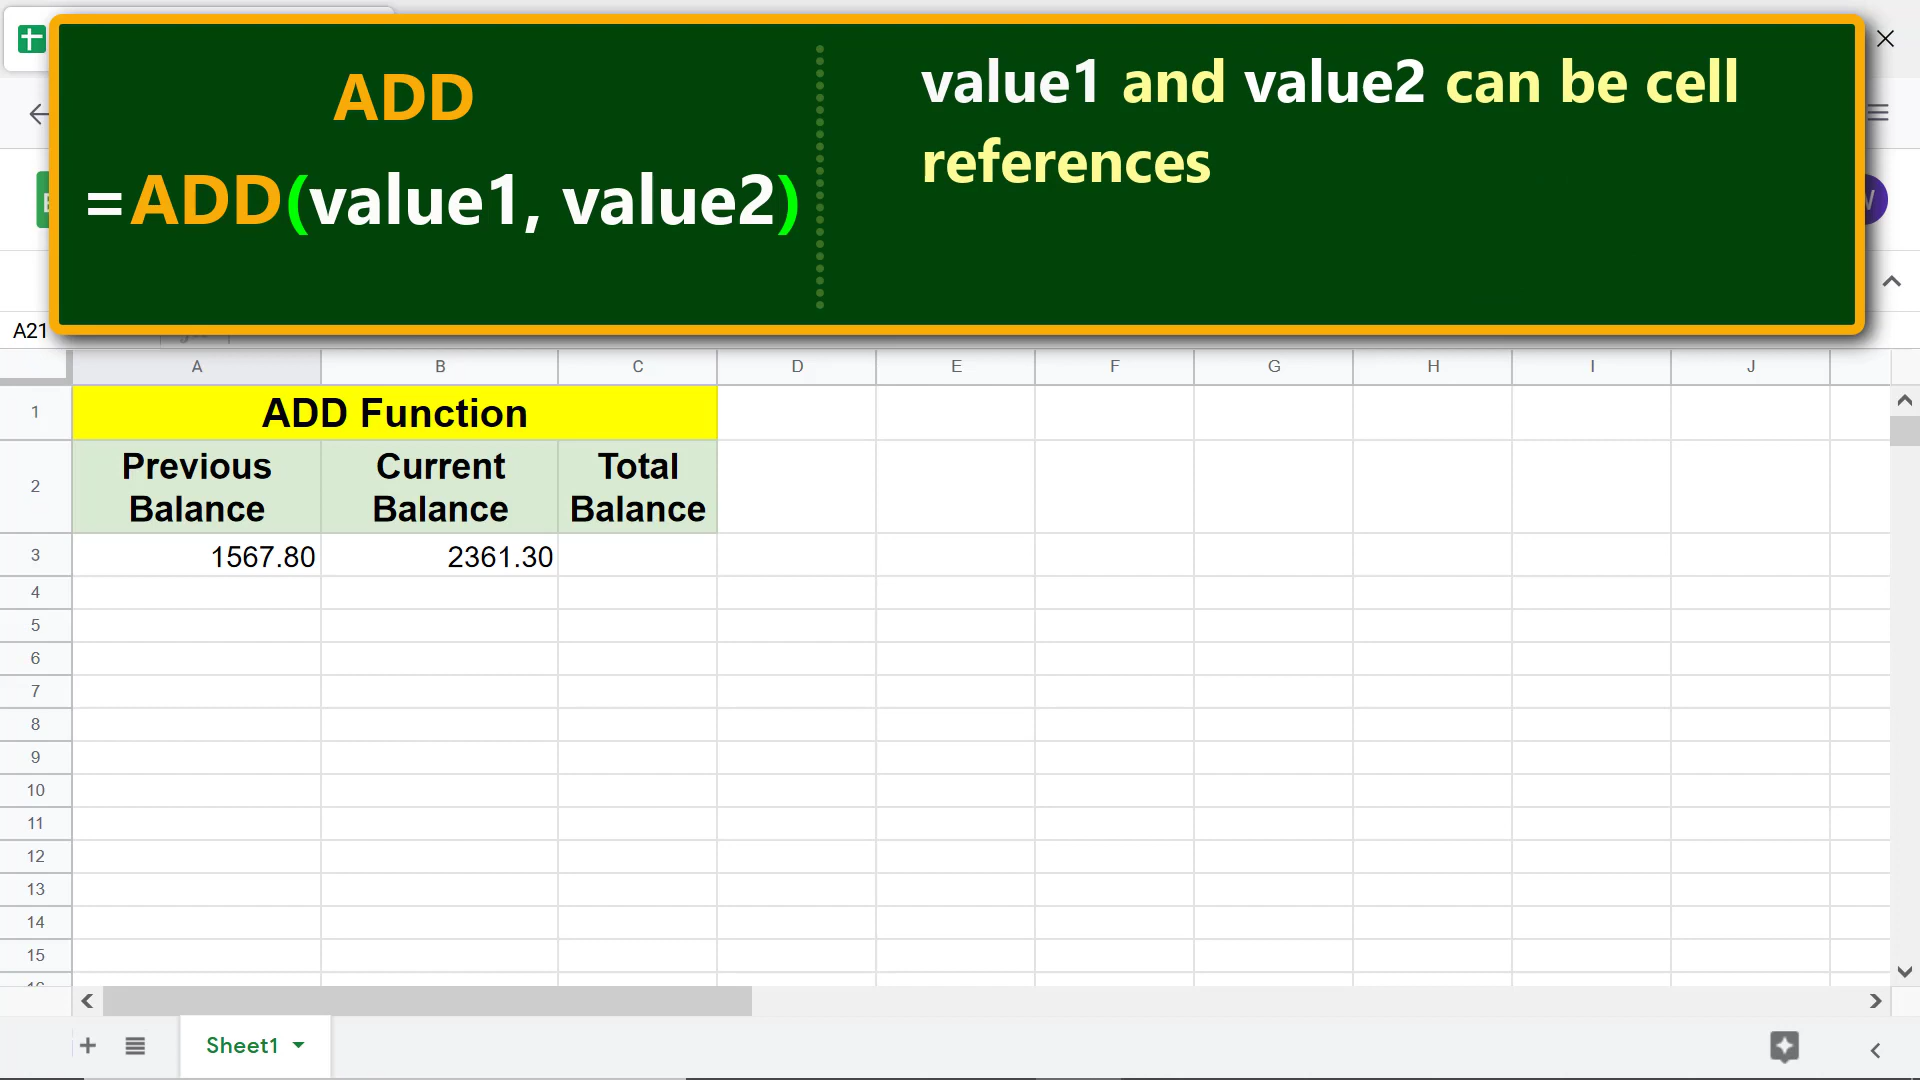 ADD
=ADD(value1, value2)
value1 and value2 can be cell
references
A21
A B C D E F G H I J
1 ADD Function
2 Previous Balance Current Balance Total Balance
3 1567.80 2361.30
4
5
6
7
8
9
10
11
12
13
14
15
Sheet1